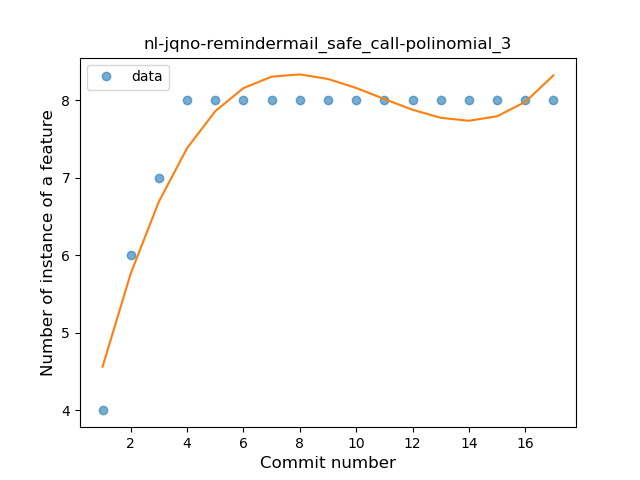 nl-jqno-remindermail_safe_call-polinomial_3
data
Number of instance of a feature
8
7
6
5
4
2 4 6 8 10 12 14 16
Commit number